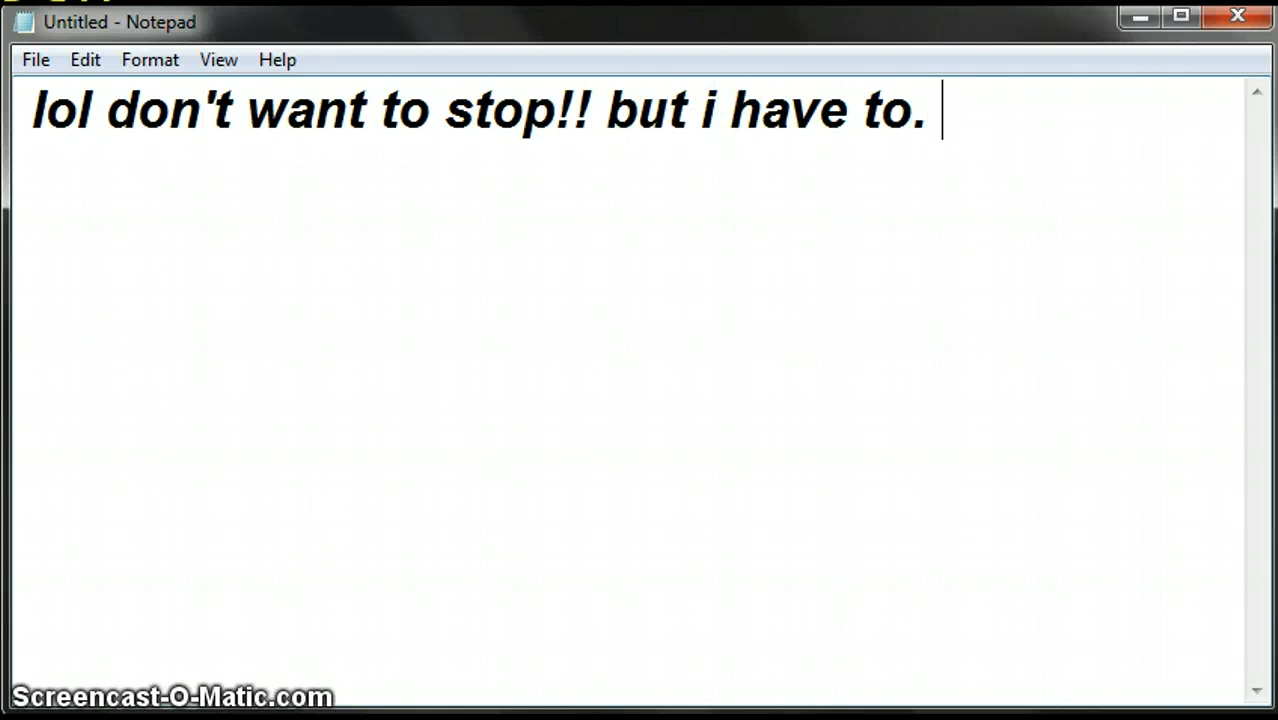 Untitled - Notepad
File Edit Format View Help
lol don't want to stop!! but i have to.
Screencast-O-Matic.com